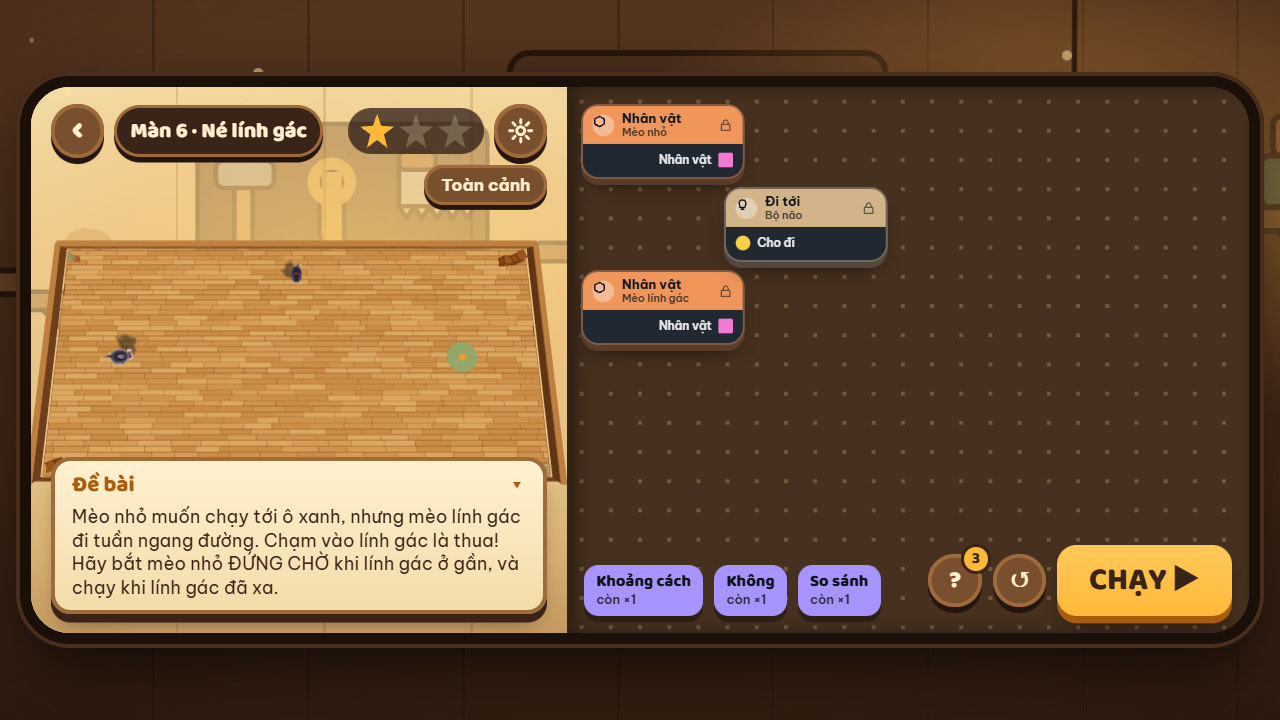 Màn 6 · Né lính gác
Toàn cảnh
Đề bài
Mèo nhỏ muốn chạy tới ô xanh, nhưng mèo lính gác
đi tuần ngang đường. Chạm vào lính gác là thua!
Hãy bắt mèo nhỏ ĐỨNG CHỜ khi lính gác ở gần, và
chạy khi lính gác đã xa.
Nhân vật
Mèo nhỏ
Nhân vật
Đi tới
Bộ não
Cho đi
Nhân vật
Mèo lính gác
Nhân vật
Khoảng cách
còn ×1
Không
còn ×1
So sánh
còn ×1
?
3
CHẠY